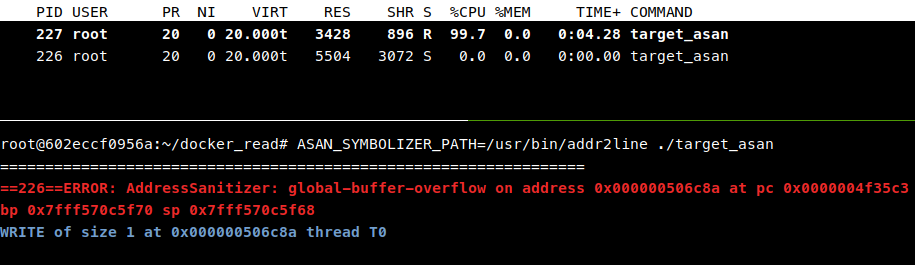 PID USER PR NI VIRT RES SHR S %CPU %MEM TIME+ COMMAND
227 root 20 0 20.000t 3428 896 R 99.7 0.0 0:04.28 target_asan
226 root 20 0 20.000t 5504 3072 S 0.0 0.0 0:00.00 target_asan
root@602eccf0956a:~/docker_read# ASAN_SYMBOLIZER_PATH=/usr/bin/addr2line ./target_asan
=================================================================
==226==ERROR: AddressSanitizer: global-buffer-overflow on address 0x000000506c8a at pc 0x0000004f35c3
bp 0x7fff570c5f70 sp 0x7fff570c5f68
WRITE of size 1 at 0x000000506c8a thread T0